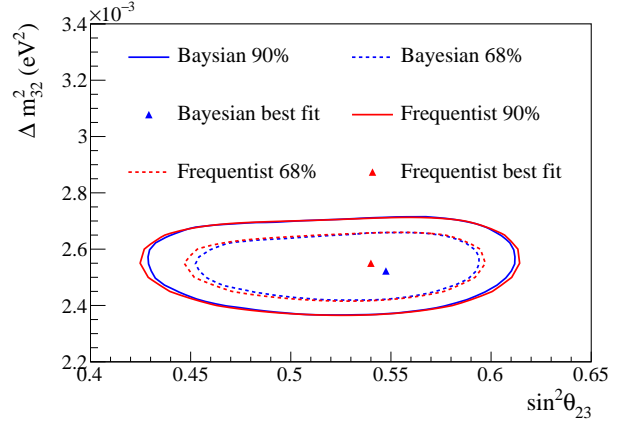 ×10⁻³
Δ m²₃₂ (eV²)
3.4
3.2
3
2.8
2.6
2.4
2.2
Baysian 90%
Bayesian 68%
Bayesian best fit
Frequentist 90%
Frequentist 68%
Frequentist best fit
0.4 0.45 0.5 0.55 0.6 0.65
sin²θ₂₃